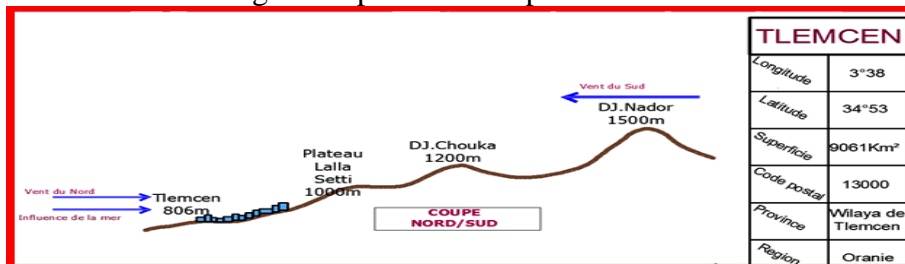 Vent du Sud
DJ.Nador
1500m
DJ.Chouka
1200m
Plateau
Lalla
Setti
1000m
Vent du Nord
Tlemcen
806m
Influence de la mer
COUPE
NORD/SUD
TLEMCEN
Longitude 3°38
Latitude 34°53
Superficie 9061Km²
Code postal 13000
Province Wilaya de
Tlemcen
Region Oranie